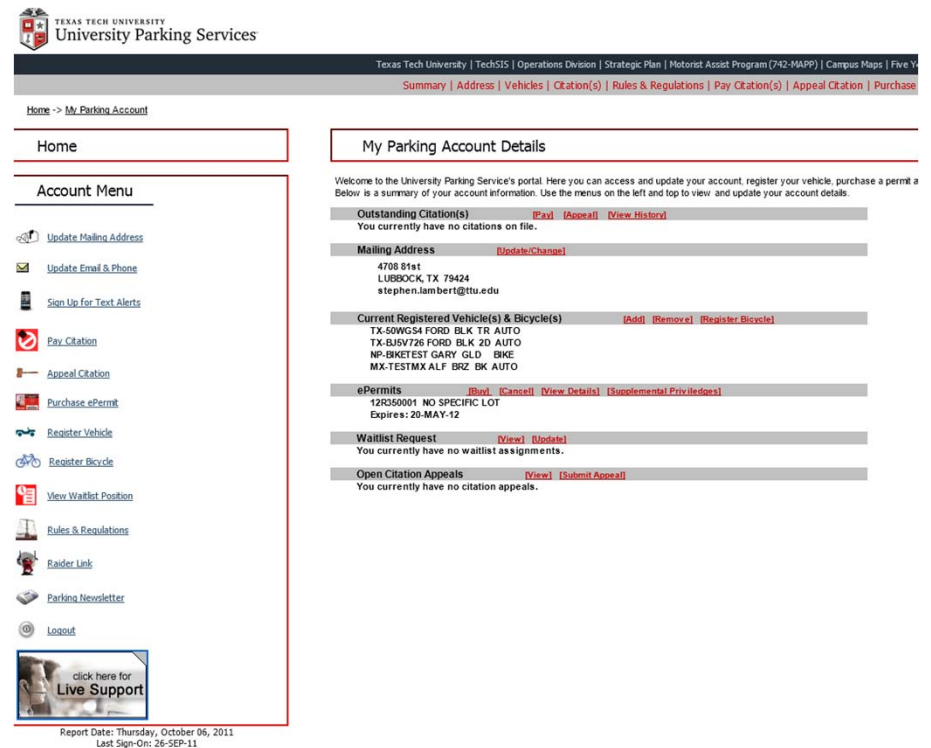 TEXAS TECH UNIVERSITY
University Parking Services
Texas Tech University | TechSIS | Operations Division | Strategic Plan | Motorist Assist Program (742-MAPP) | Campus Maps | Five Y
Summary | Address | Vehicles | Citation(s) | Rules & Regulations | Pay Citation(s) | Appeal Citation | Purchase
Home -> My Parking Account
Home
Account Menu
Update Mailing Address
Update Email & Phone
Sign Up for Text Alerts
Pay Citation
Appeal Citation
Purchase ePermit
Register Vehicle
Register Bicycle
View Waitlist Position
Rules & Regulations
Raider Link
Parking Newsletter
Logout
click here for
Live Support
Report Date: Thursday, October 06, 2011
Last Sign-On: 26-SEP-11
My Parking Account Details
Welcome to the University Parking Service's portal. Here you can access and update your account, register your vehicle, purchase a permit a
Below is a summary of your account information. Use the menus on the left and top to view and update your account details.
Outstanding Citation(s) [Pay] [Appeal] [View History]
You currently have no citations on file.
Mailing Address [Update/Change]
4708 81st
LUBBOCK, TX 79424
stephen.lambert@ttu.edu
Current Registered Vehicle(s) & Bicycle(s) [Add] [Remove] [Register Bicycle]
TX-50WGS4 FORD BLK TR AUTO
TX-BJ5V726 FORD BLK 2D AUTO
NP-BIKETEST GARY GLD BIKE
MX-TESTMX ALF BRZ BK AUTO
ePermits [Buy] [Cancel] [View Details] [Supplemental Priviledges]
12R350001 NO SPECIFIC LOT
Expires: 20-MAY-12
Waitlist Request [View] [Update]
You currently have no waitlist assignments.
Open Citation Appeals [View] [Submit Appeal]
You currently have no citation appeals.